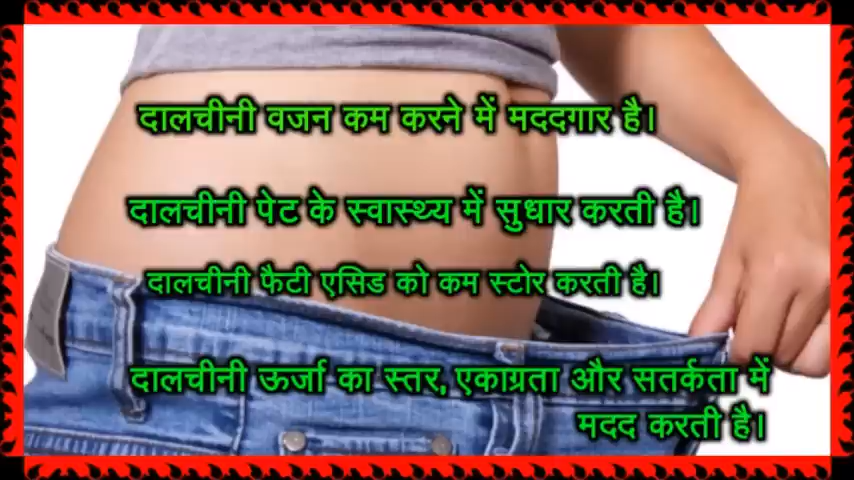 दालचीनी वजन कम करने में मददगार है।
दालचीनी पेट के स्वास्थ्य में सुधार करती है।
दालचीनी फैटी एसिड को कम स्टोर करती है।
दालचीनी ऊर्जा का स्तर, एकाग्रता और सतर्कता में
मदद करती है।